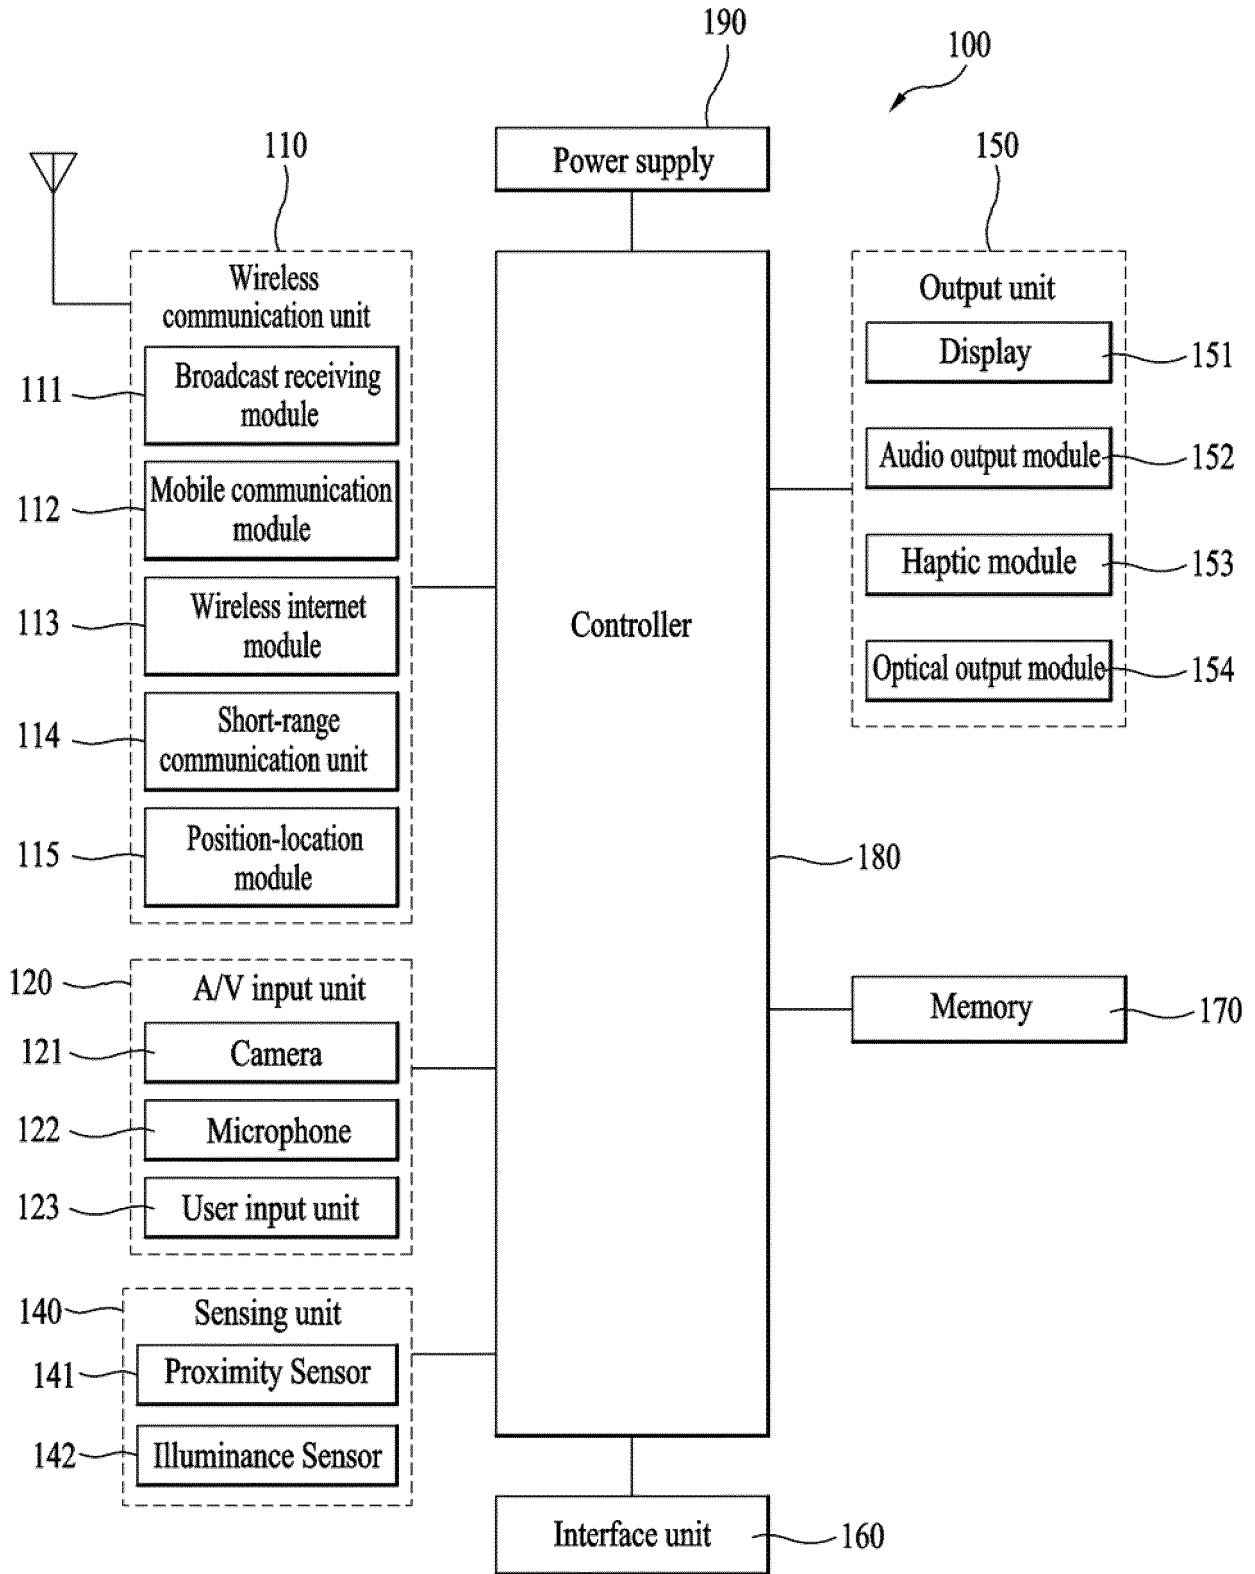 190
100
Power supply
110
150
Wireless
communication unit
111
Broadcast receiving
module
112
Mobile communication
module
113
Wireless internet
module
114
Short-range
communication unit
115
Position-location
module
120
A/V input unit
121
Camera
122
Microphone
123
User input unit
140
Sensing unit
141
Proximity Sensor
142
Illuminance Sensor
Controller
180
Output unit
Display
151
Audio output module
152
Haptic module
153
Optical output module
154
Memory
170
Interface unit
160